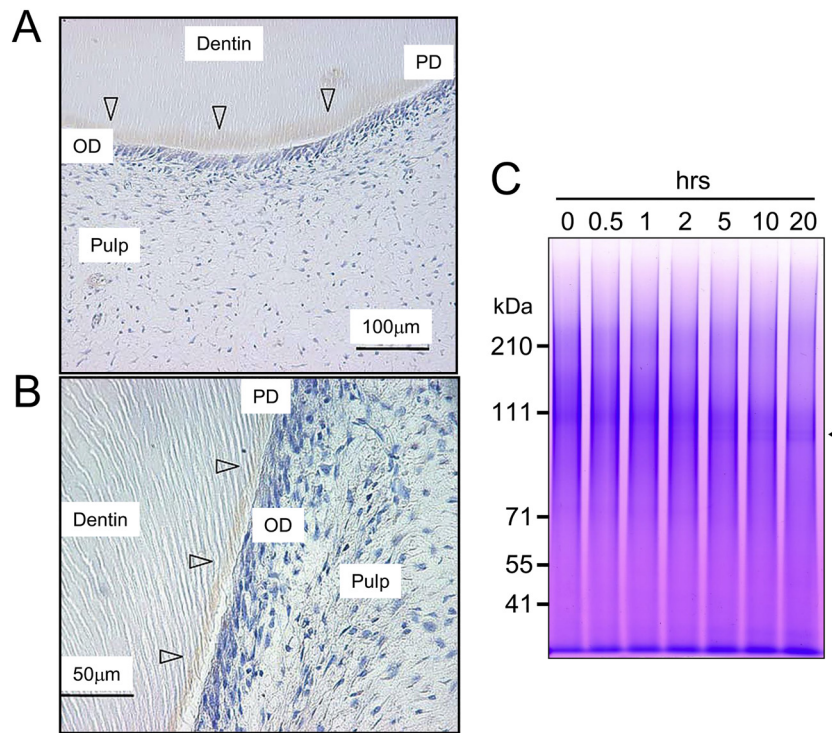 A
Dentin
PD
OD
Pulp
100μm
B
PD
Dentin
OD
Pulp
50μm
C
hrs
0 0.5 1 2 5 10 20
kDa
210
111
71
55
41